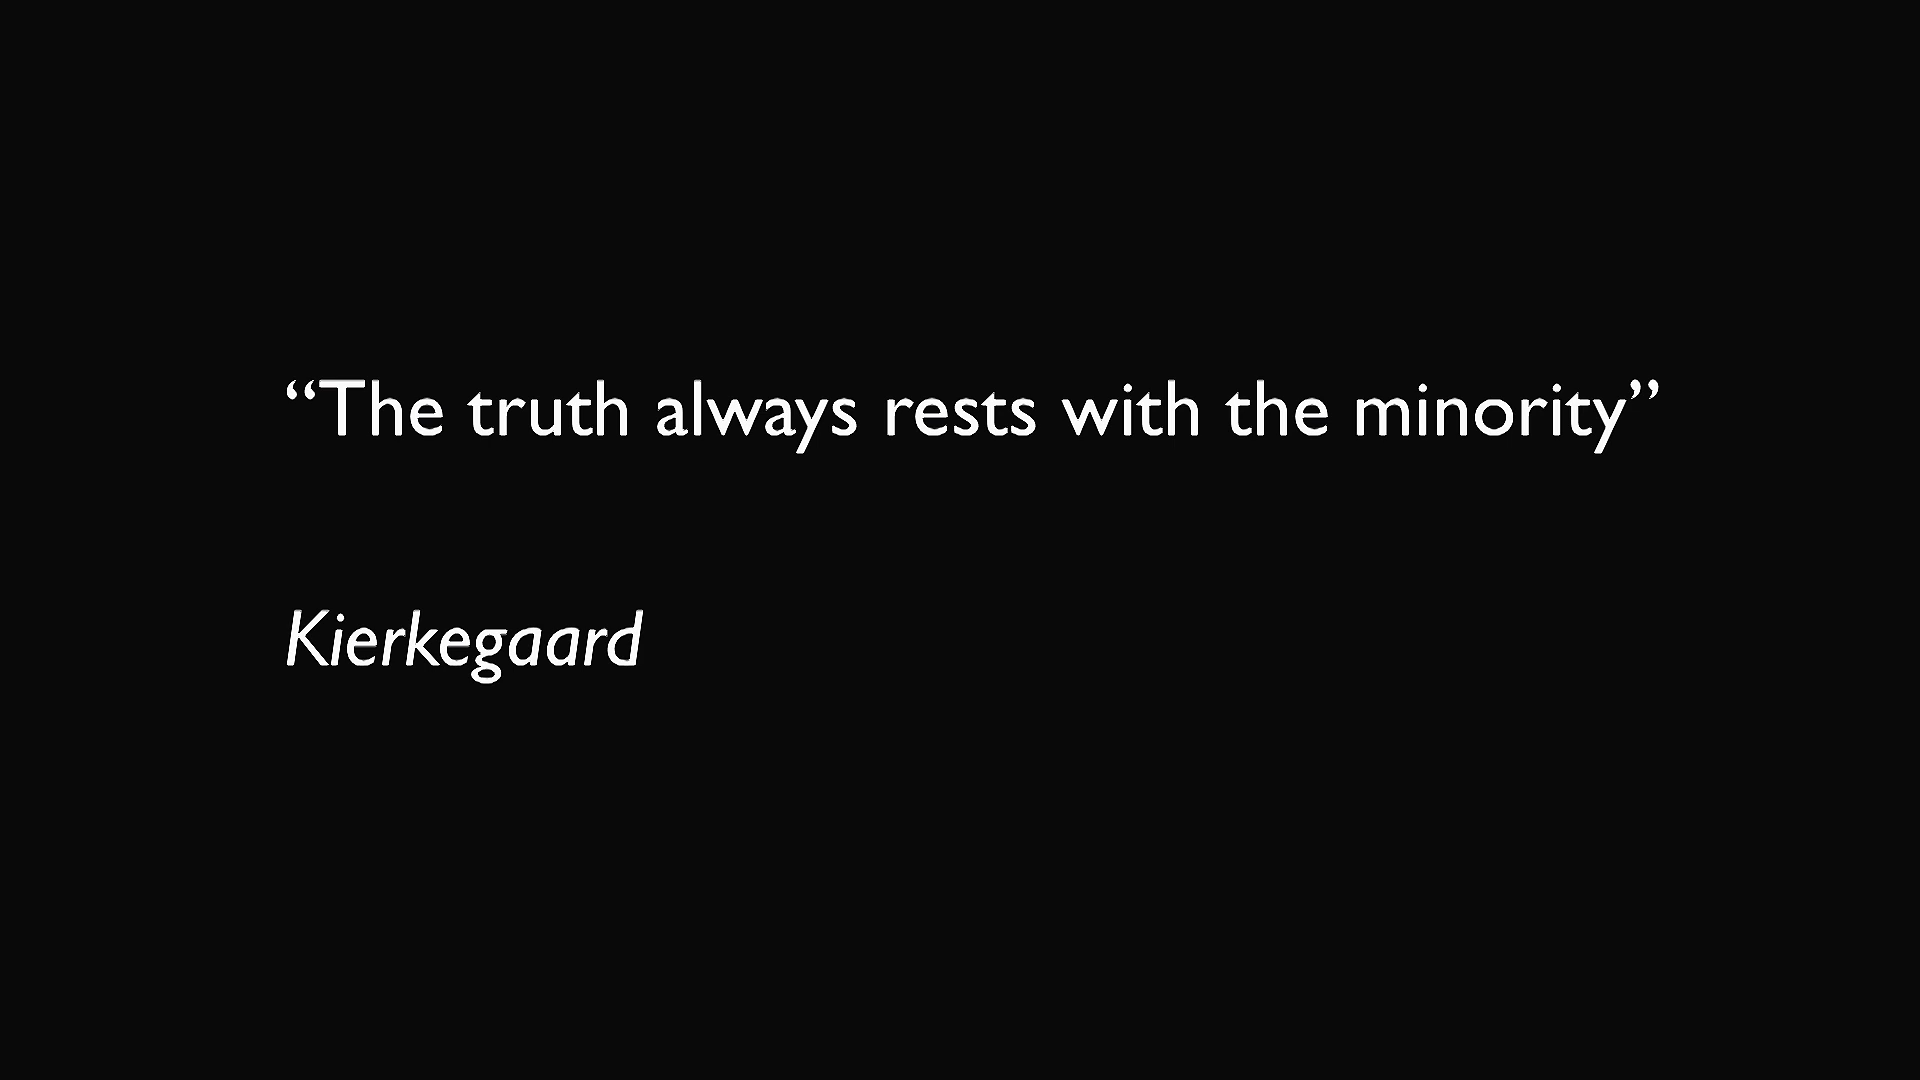 “The truth always rests with the minority”
Kierkegaard